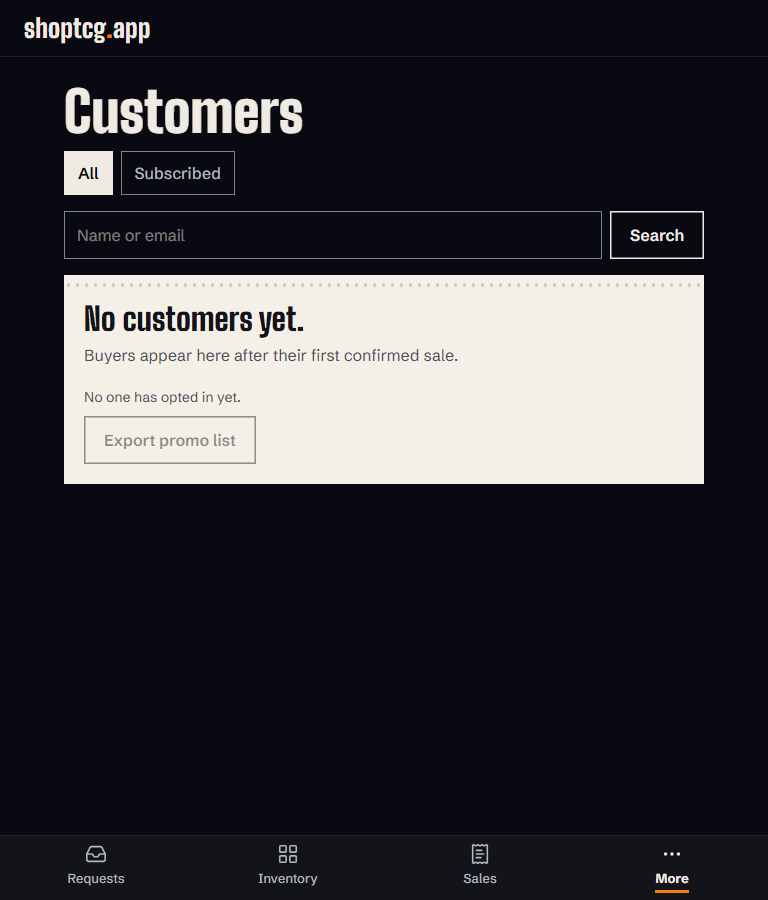 shoptcg.app
Customers
All
Subscribed
Name or email
Search
No customers yet.
Buyers appear here after their first confirmed sale.
No one has opted in yet.
Export promo list
Requests
Inventory
Sales
More